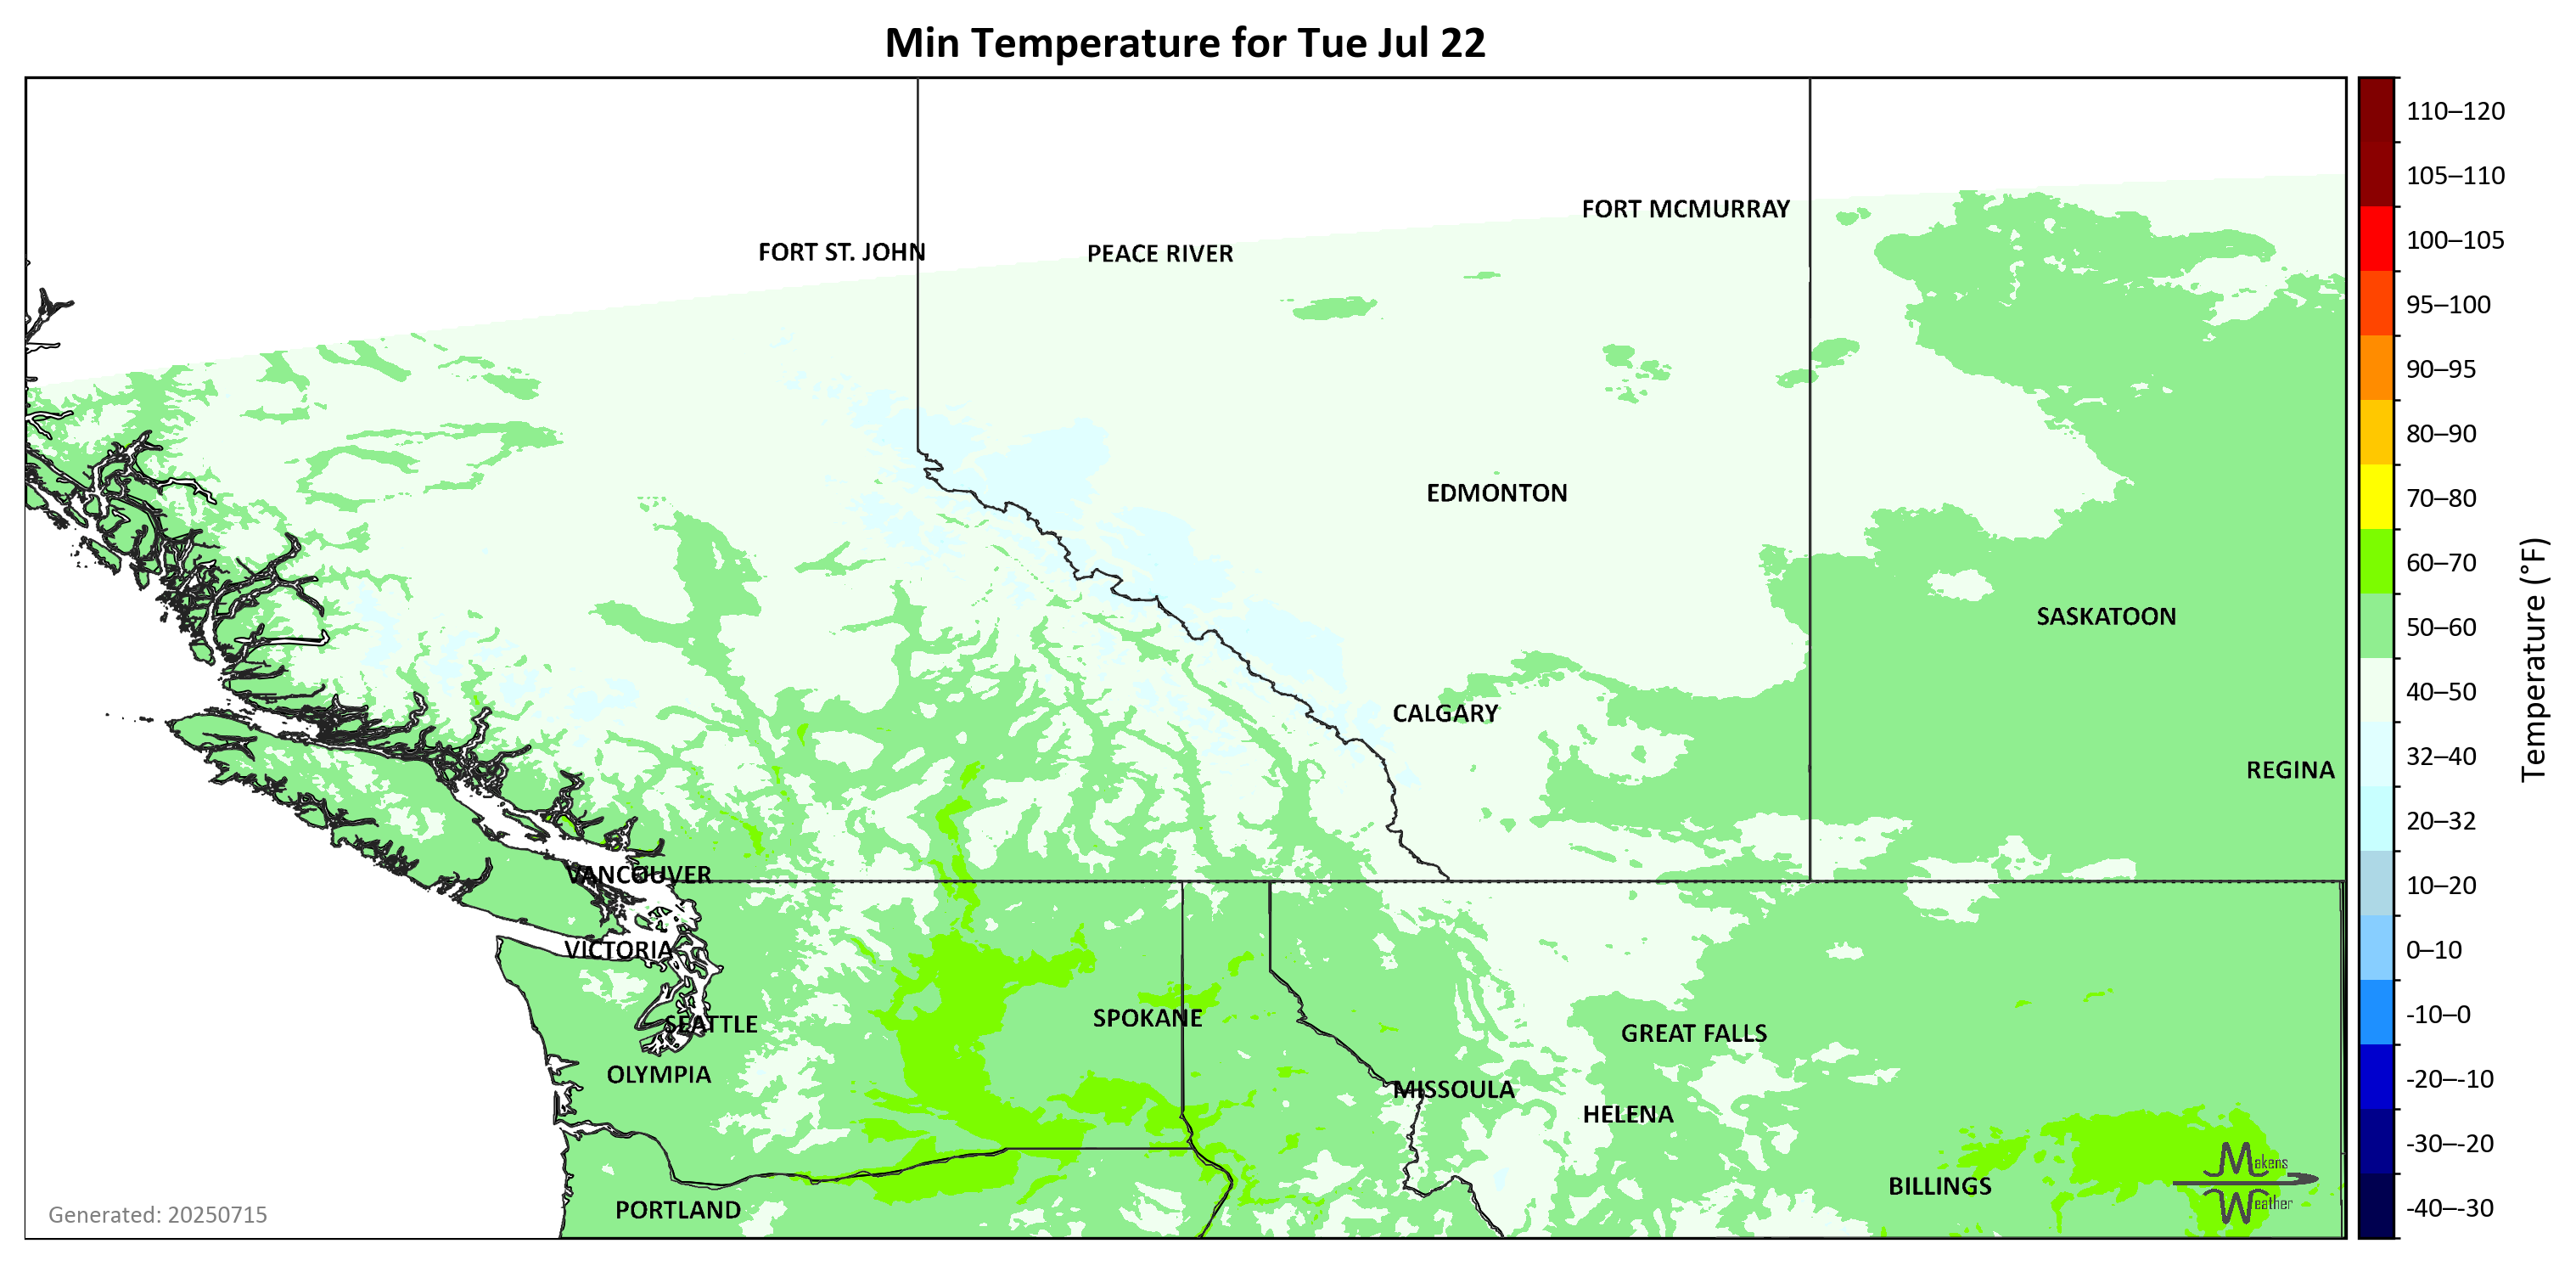 Min Temperature for Tue Jul 22
110–120
105–110
FORT MCMURRAY
100–105
FORT ST. JOHN
PEACE RIVER
95–100
90–95
80–90
EDMONTON
70–80
60–70
SASKATOON
50–60
Temperature (°F)
40–50
CALGARY
32–40
REGINA
20–32
VANCOUVER
10–20
VICTORIA
0–10
SPOKANE
-10–0
SEATTLE
GREAT FALLS
OLYMPIA
-20–-10
MISSOULA
HELENA
-30–-20
Makens
BILLINGS
Weather
PORTLAND
-40–-30
Generated: 20250715